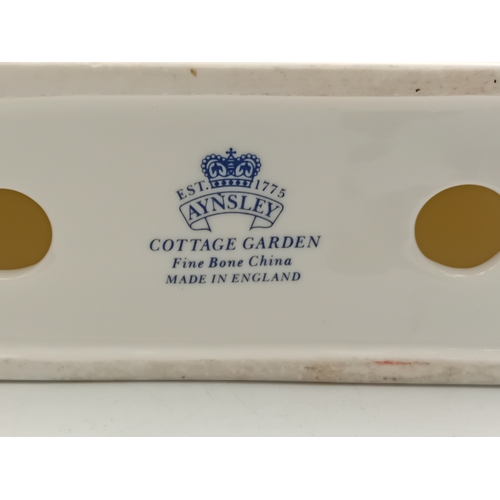 EST. 1775
AYNSLEY
COTTAGE GARDEN
Fine Bone China
MADE IN ENGLAND